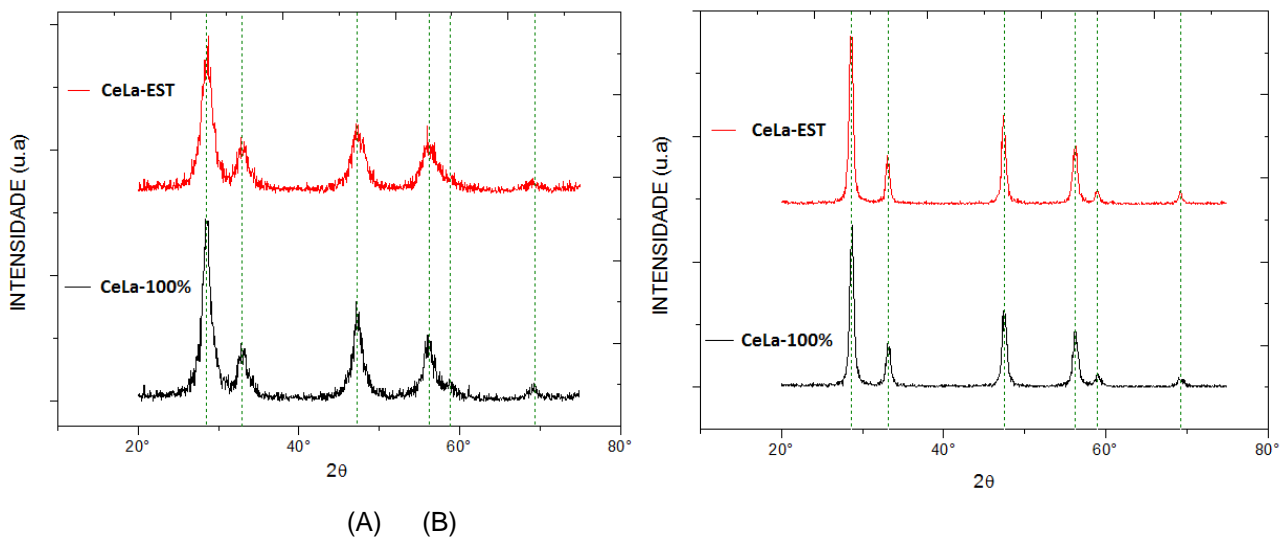 INTENSIDADE (u.a)
CeLa-EST
CeLa-100%
20° 40° 60° 80°
2θ
INTENSIDADE (u.a)
CeLa-EST
CeLa-100%
20° 40° 60° 80°
2θ
(A) (B)